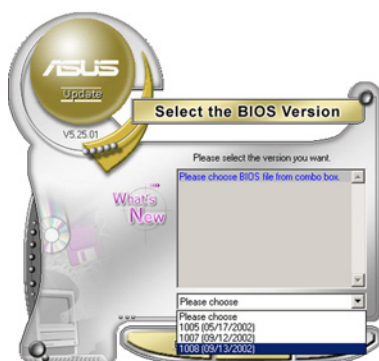 ASUS
Update
V5.25.01
Select the BIOS Version
Please select the version you want.
What's
New
Please choose BIOS file from combo box.
Please choose
Please choose
1005 (05/17/2002)
1007 (09/12/2002)
1008 (09/13/2002)